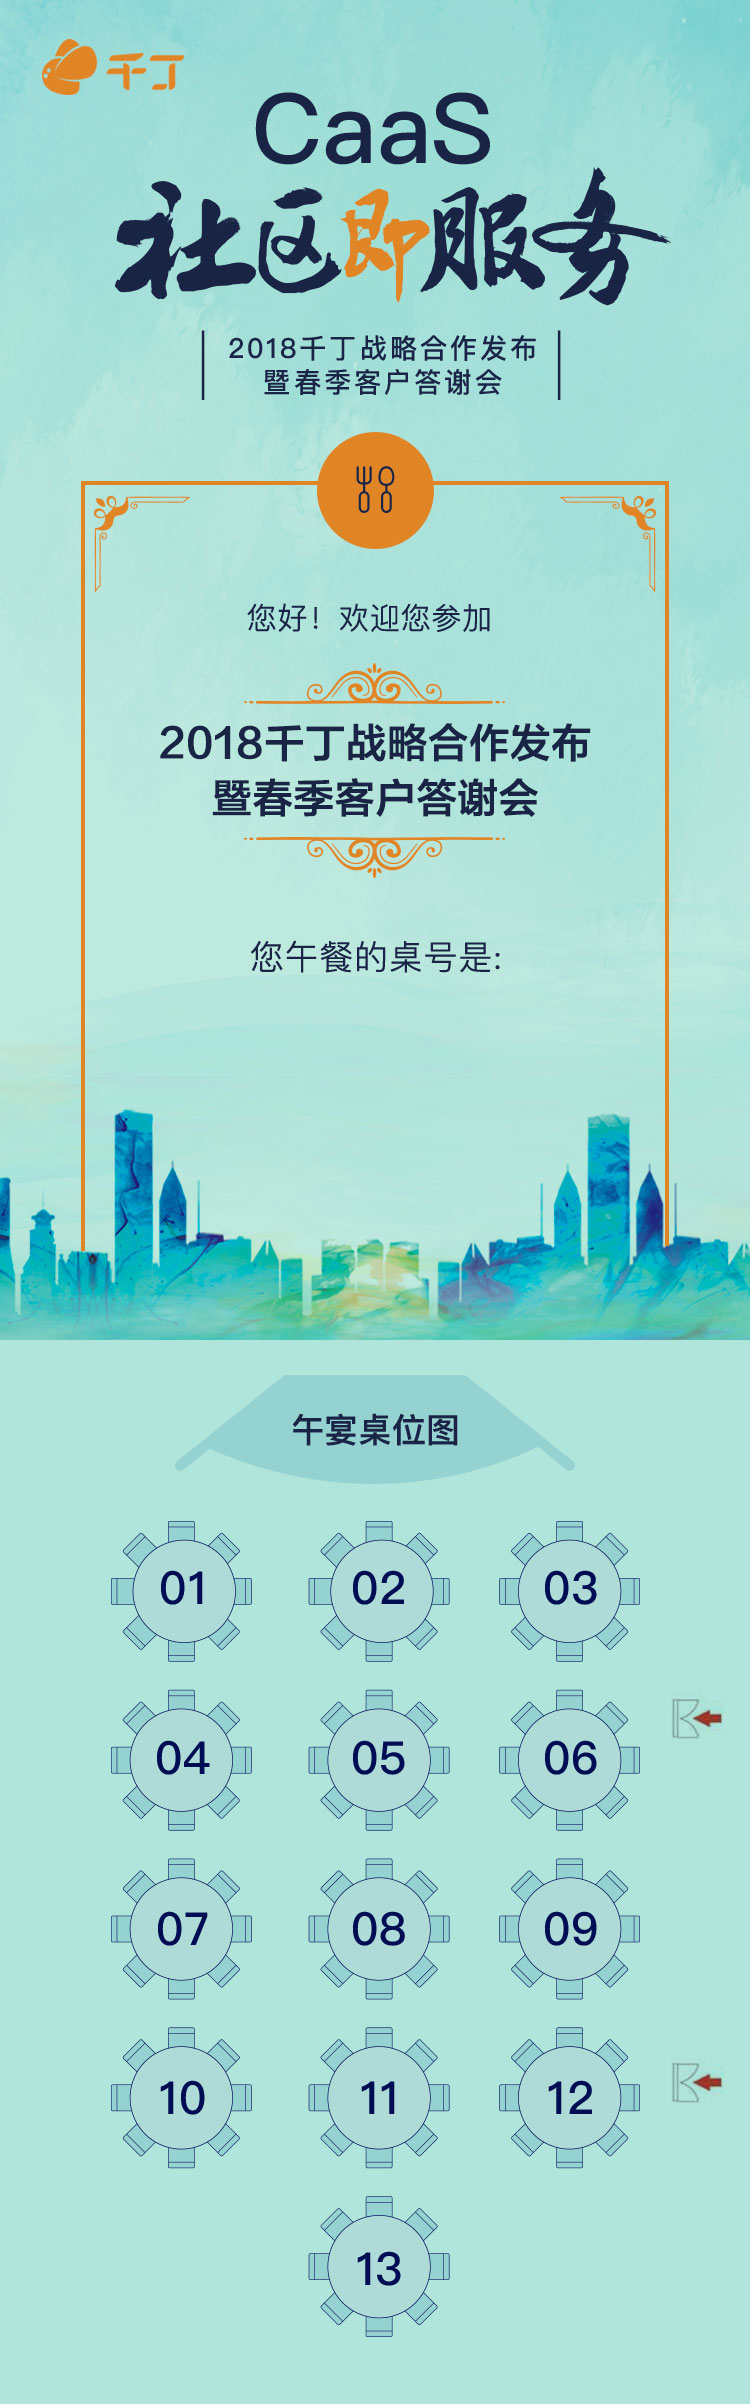 千丁
CaaS
社区即服务
2018千丁战略合作发布
暨春季客户答谢会
您好！欢迎您参加
2018千丁战略合作发布
暨春季客户答谢会
您午餐的桌号是:
午宴桌位图
01 02 03
04 05 06
07 08 09
10 11 12
13